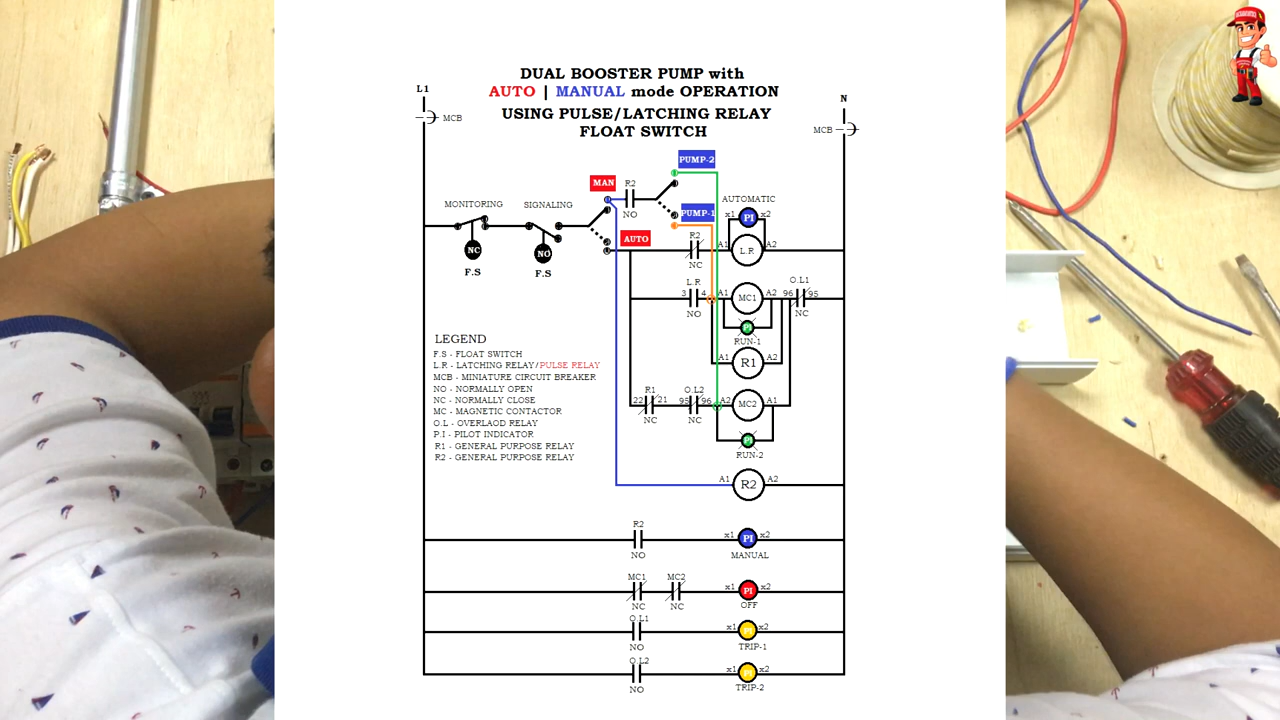 DUAL BOOSTER PUMP with
AUTO | MANUAL mode OPERATION
USING PULSE/LATCHING RELAY
FLOAT SWITCH
L1
MCB
N
MCB
PUMP-2
MAN
R2
NO
PUMP-1
AUTOMATIC
x1 PI x2
MONITORING
SIGNALING
NC
F.S
NO
F.S
AUTO
R2
NC
A1 L.R A2
L.R
3 4
NO
A1 MC1 A2
O.L1
96 95
NC
PI
RUN-1
A1 R1 A2
R1
22 21
NC
O.L2
95 96
NC
A2 MC2 A1
PI
RUN-2
A1 R2 A2
LEGEND
F.S - FLOAT SWITCH
L.R - LATCHING RELAY/PULSE RELAY
MCB - MINIATURE CIRCUIT BREAKER
NO - NORMALLY OPEN
NC - NORMALLY CLOSE
MC - MAGNETIC CONTACTOR
O.L - OVERLAOD RELAY
P.I - PILOT INDICATOR
R1 - GENERAL PURPOSE RELAY
R2 - GENERAL PURPOSE RELAY
R2
NO
x1 PI x2
MANUAL
MC1
NC
MC2
NC
x1 PI x2
OFF
O.L1
NO
x1 PI x2
TRIP-1
O.L2
NO
x1 PI x2
TRIP-2